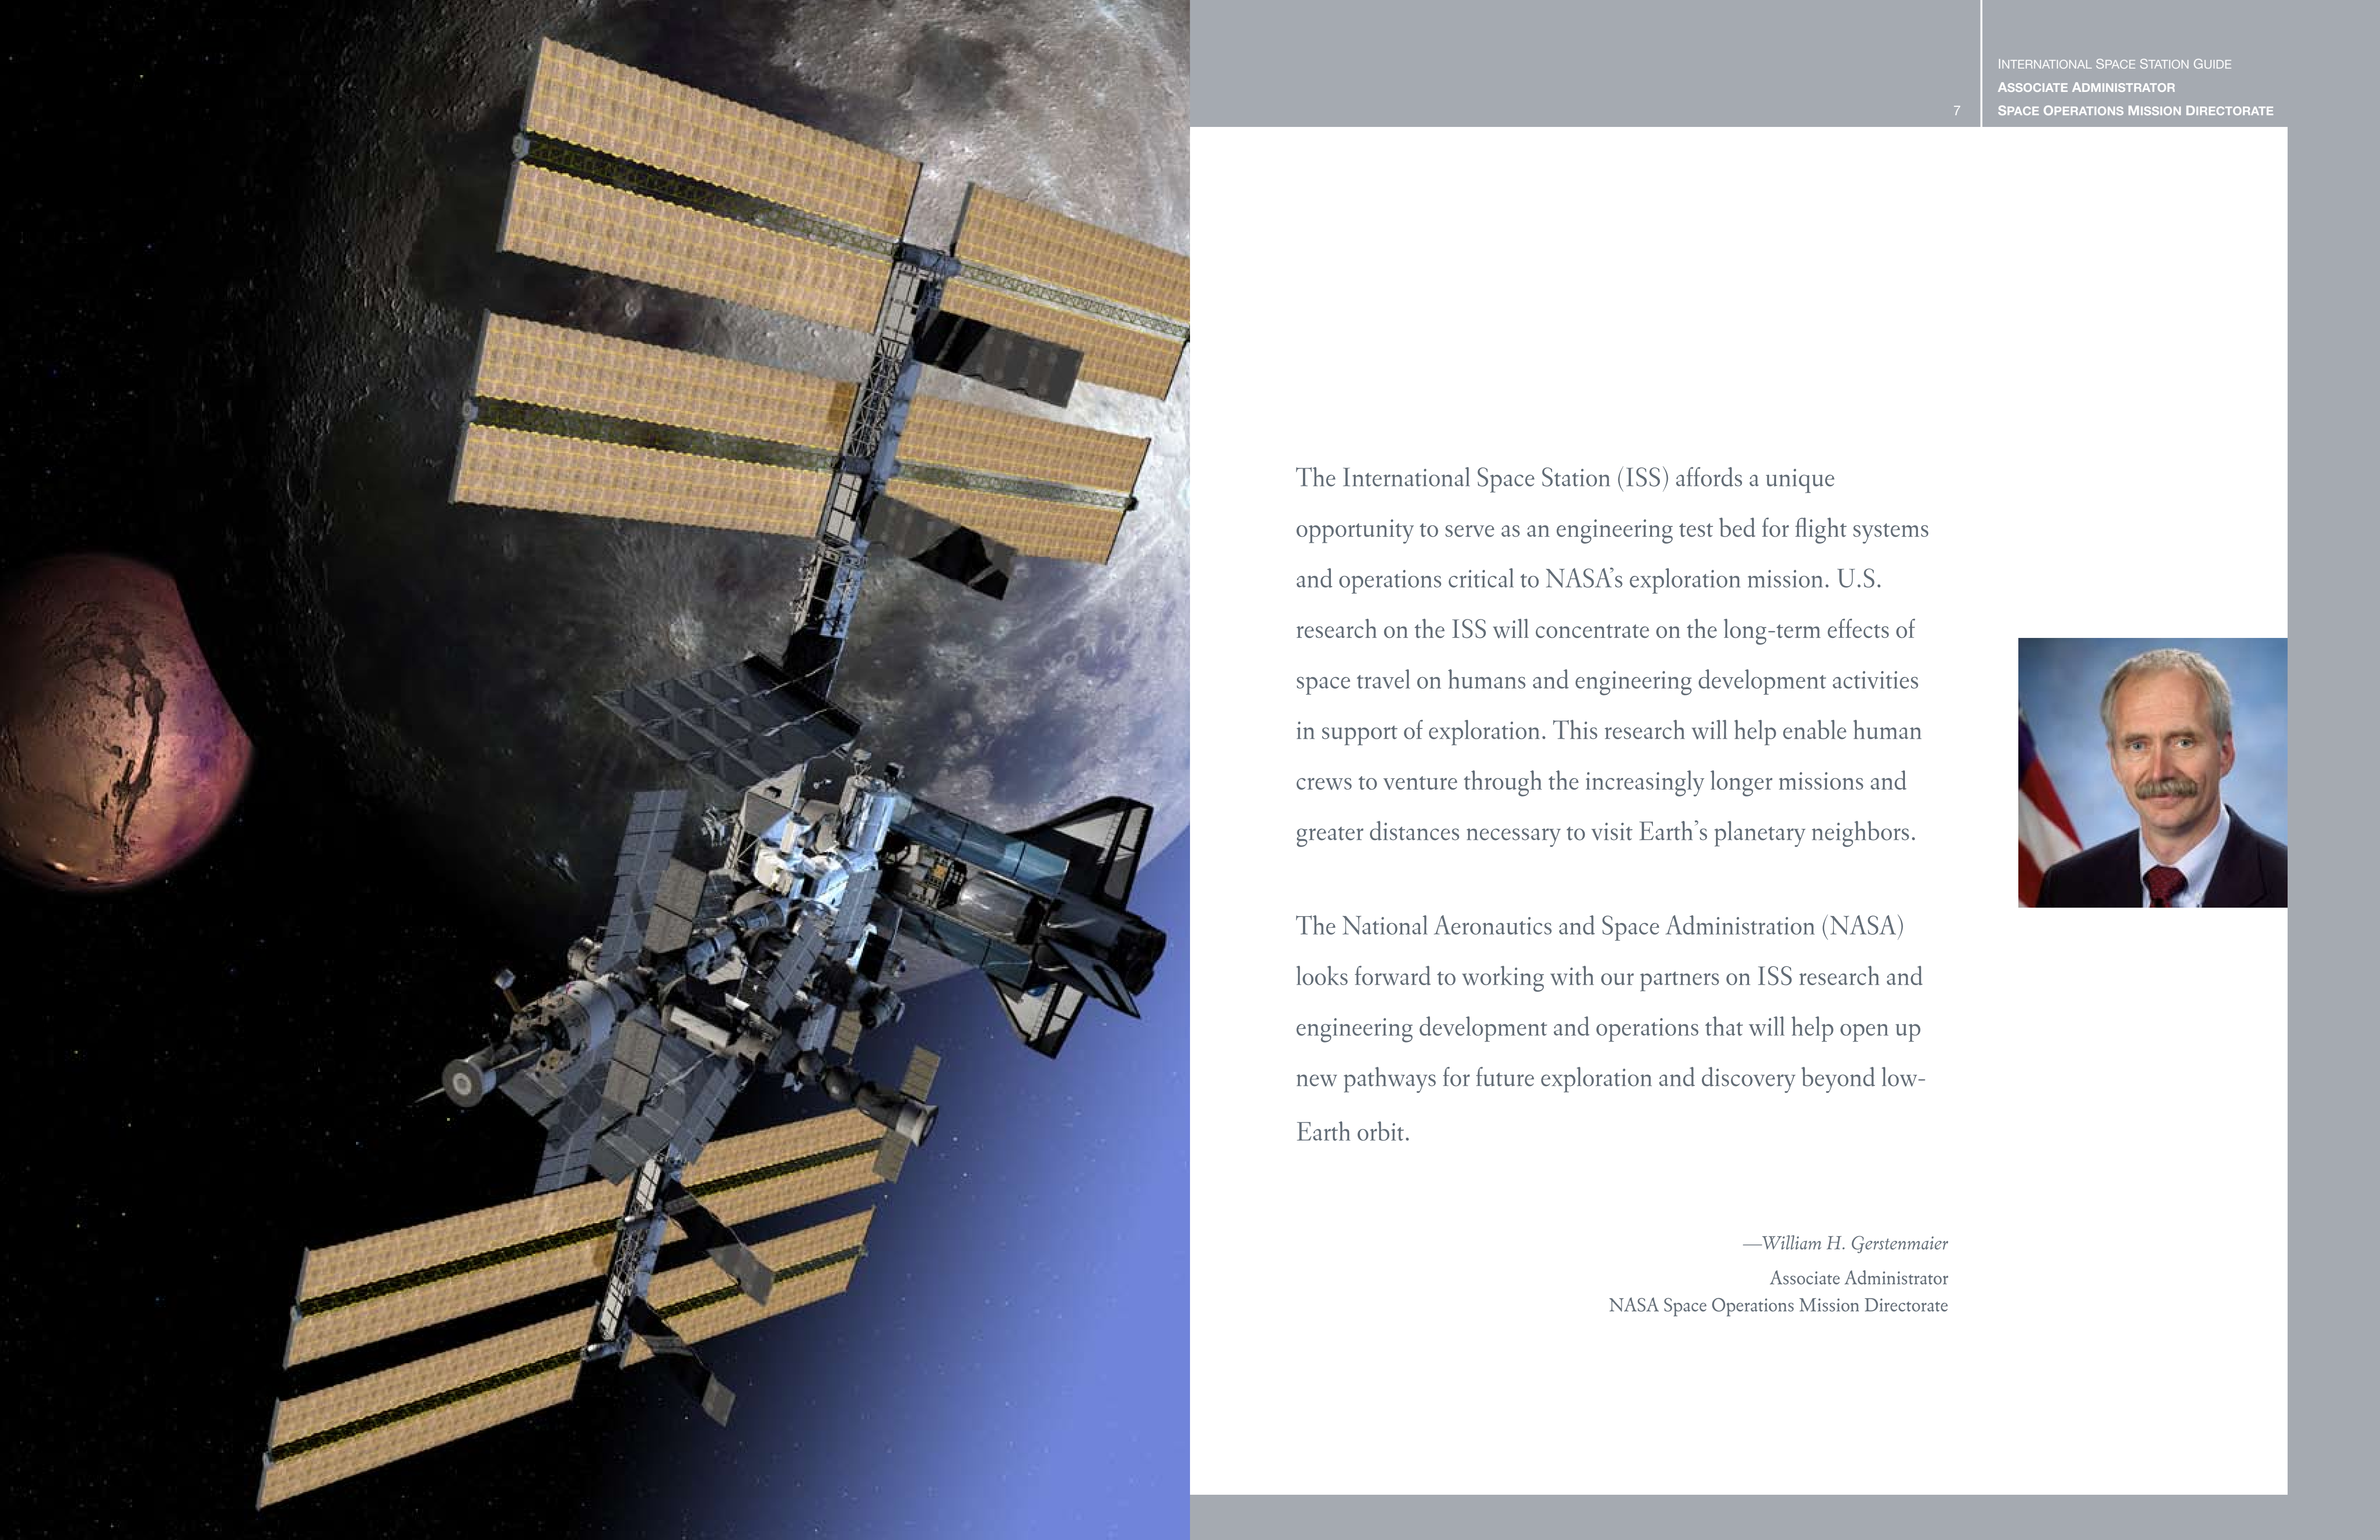 INTERNATIONAL SPACE STATION GUIDE
ASSOCIATE ADMINISTRATOR
7
SPACE OPERATIONS MISSION DIRECTORATE
The International Space Station (ISS) affords a unique
opportunity to serve as an engineering test bed for flight systems
and operations critical to NASA’s exploration mission. U.S.
research on the ISS will concentrate on the long-term effects of
space travel on humans and engineering development activities
in support of exploration. This research will help enable human
crews to venture through the increasingly longer missions and
greater distances necessary to visit Earth’s planetary neighbors.
The National Aeronautics and Space Administration (NASA)
looks forward to working with our partners on ISS research and
engineering development and operations that will help open up
new pathways for future exploration and discovery beyond low-
Earth orbit.
—William H. Gerstenmaier
Associate Administrator
NASA Space Operations Mission Directorate